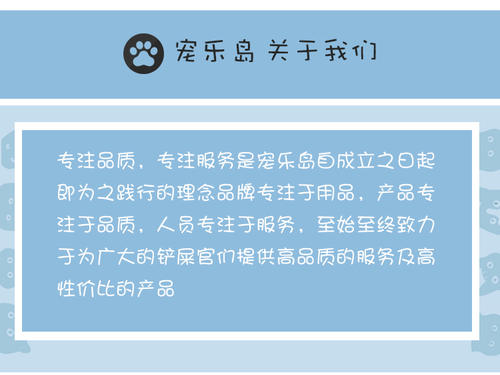 宠乐岛 关于我们
专注品质，专注服务是宠乐岛自成立之日起
即为之践行的理念品牌专注于用品，产品专
注于品质，人员专注于服务，至始至终致力
于为广大的铲屎官们提供高品质的服务及高
性价比的产品